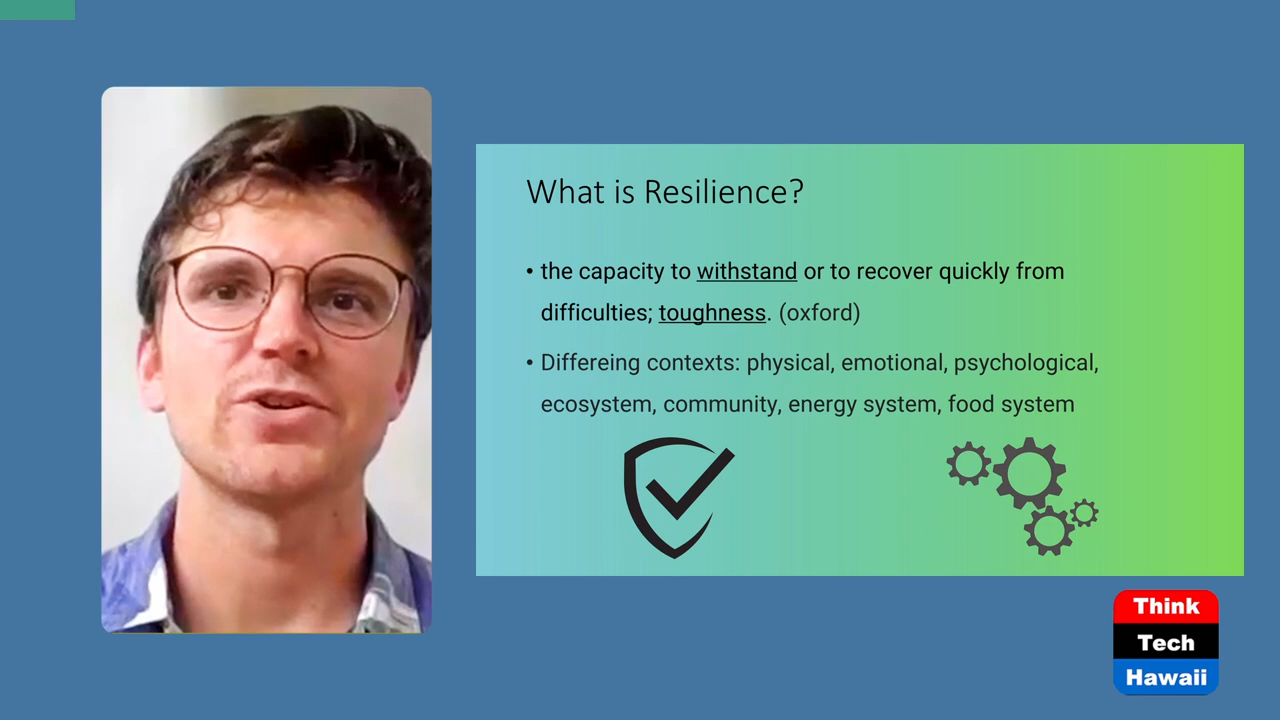 What is Resilience?
• the capacity to withstand or to recover quickly from
difficulties; toughness. (oxford)
• Differeing contexts: physical, emotional, psychological,
ecosystem, community, energy system, food system
Think
Tech
Hawaii